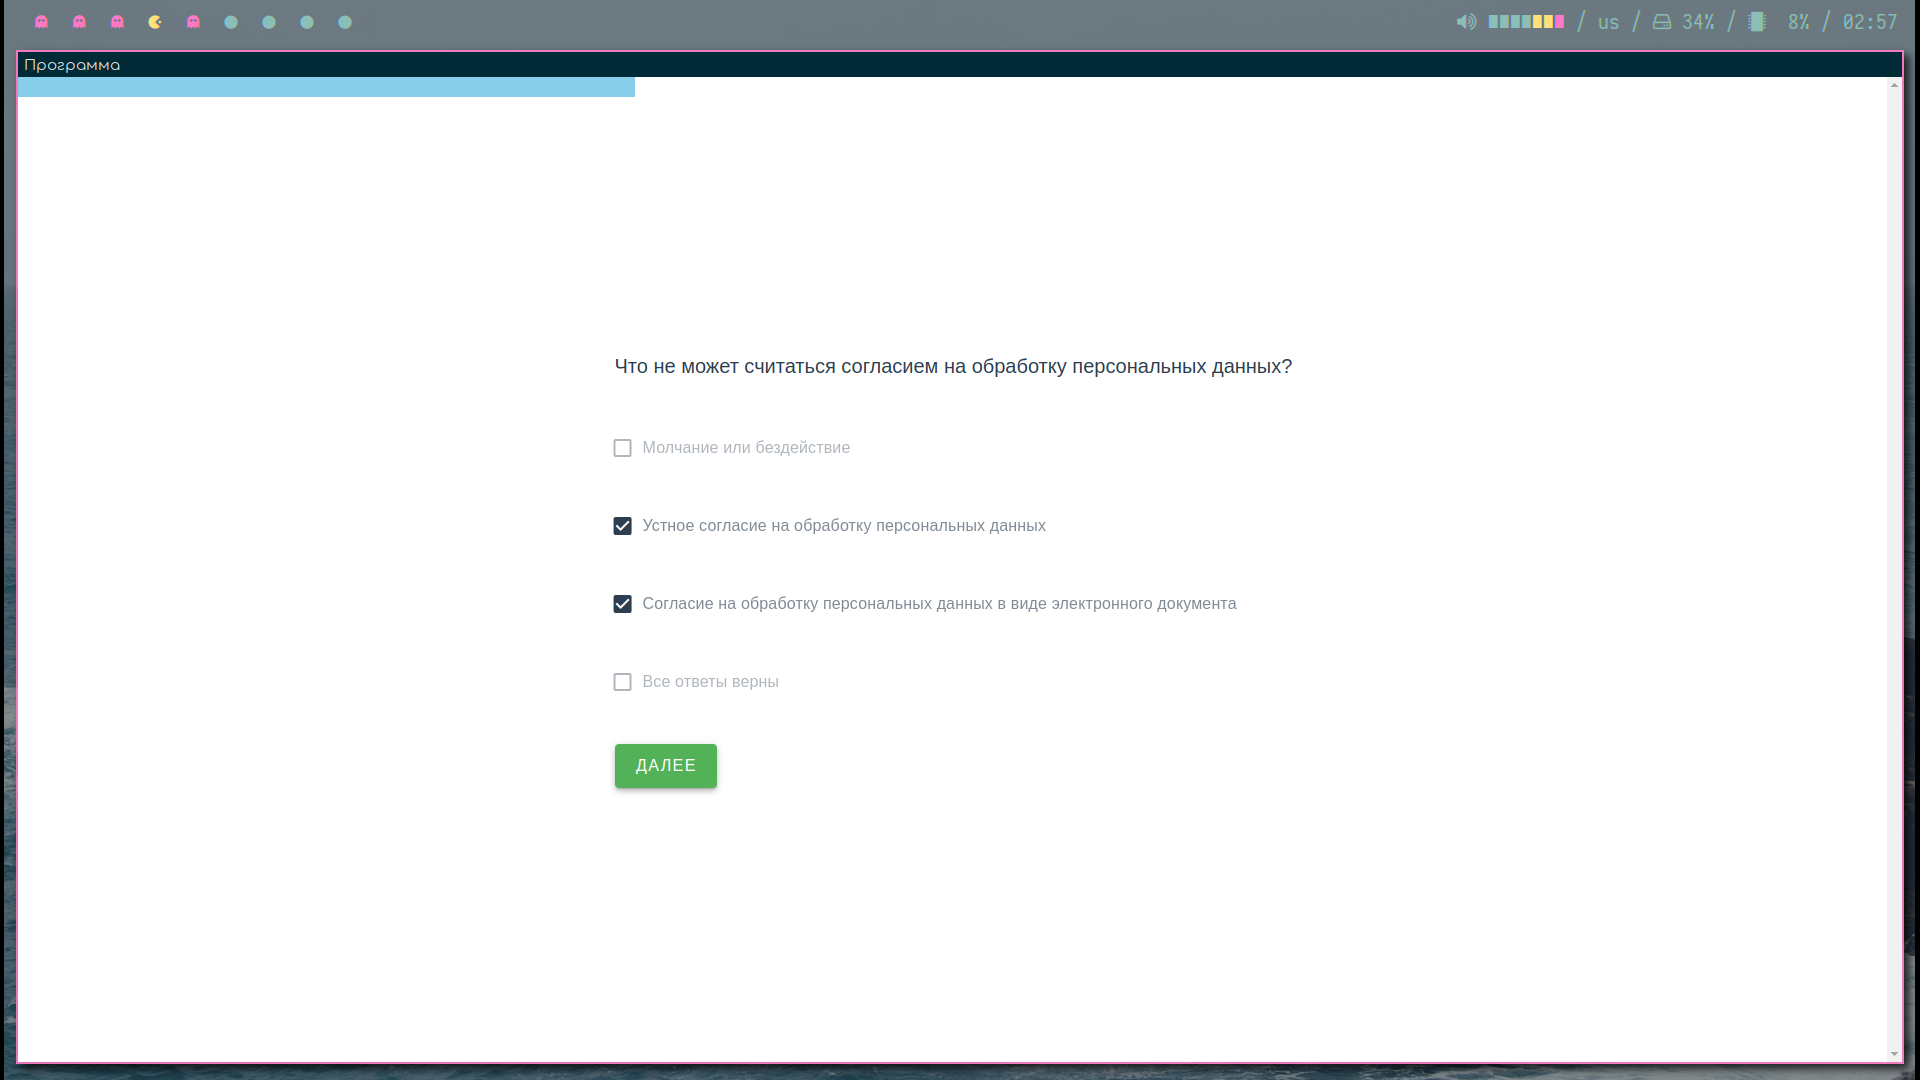 us / 34% / 8% / 02:57
Программа
Что не может считаться согласием на обработку персональных данных?
Молчание или бездействие
Устное согласие на обработку персональных данных
Согласие на обработку персональных данных в виде электронного документа
Все ответы верны
ДАЛЕЕ